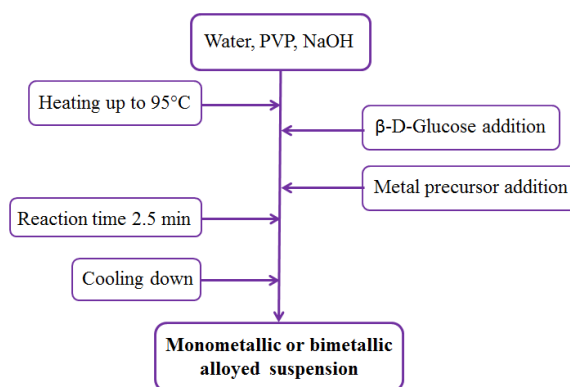 Water, PVP, NaOH
Heating up to 95°C
β-D-Glucose addition
Metal precursor addition
Reaction time 2.5 min
Cooling down
Monometallic or bimetallic
alloyed suspension